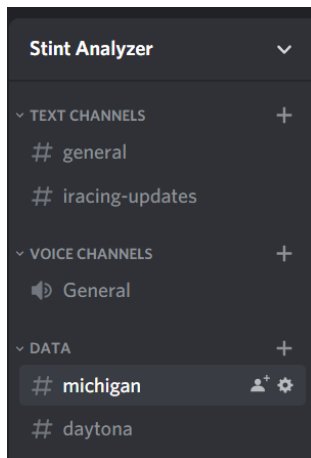 Stint Analyzer
TEXT CHANNELS
# general
# iracing-updates
VOICE CHANNELS
General
DATA
# michigan
# daytona